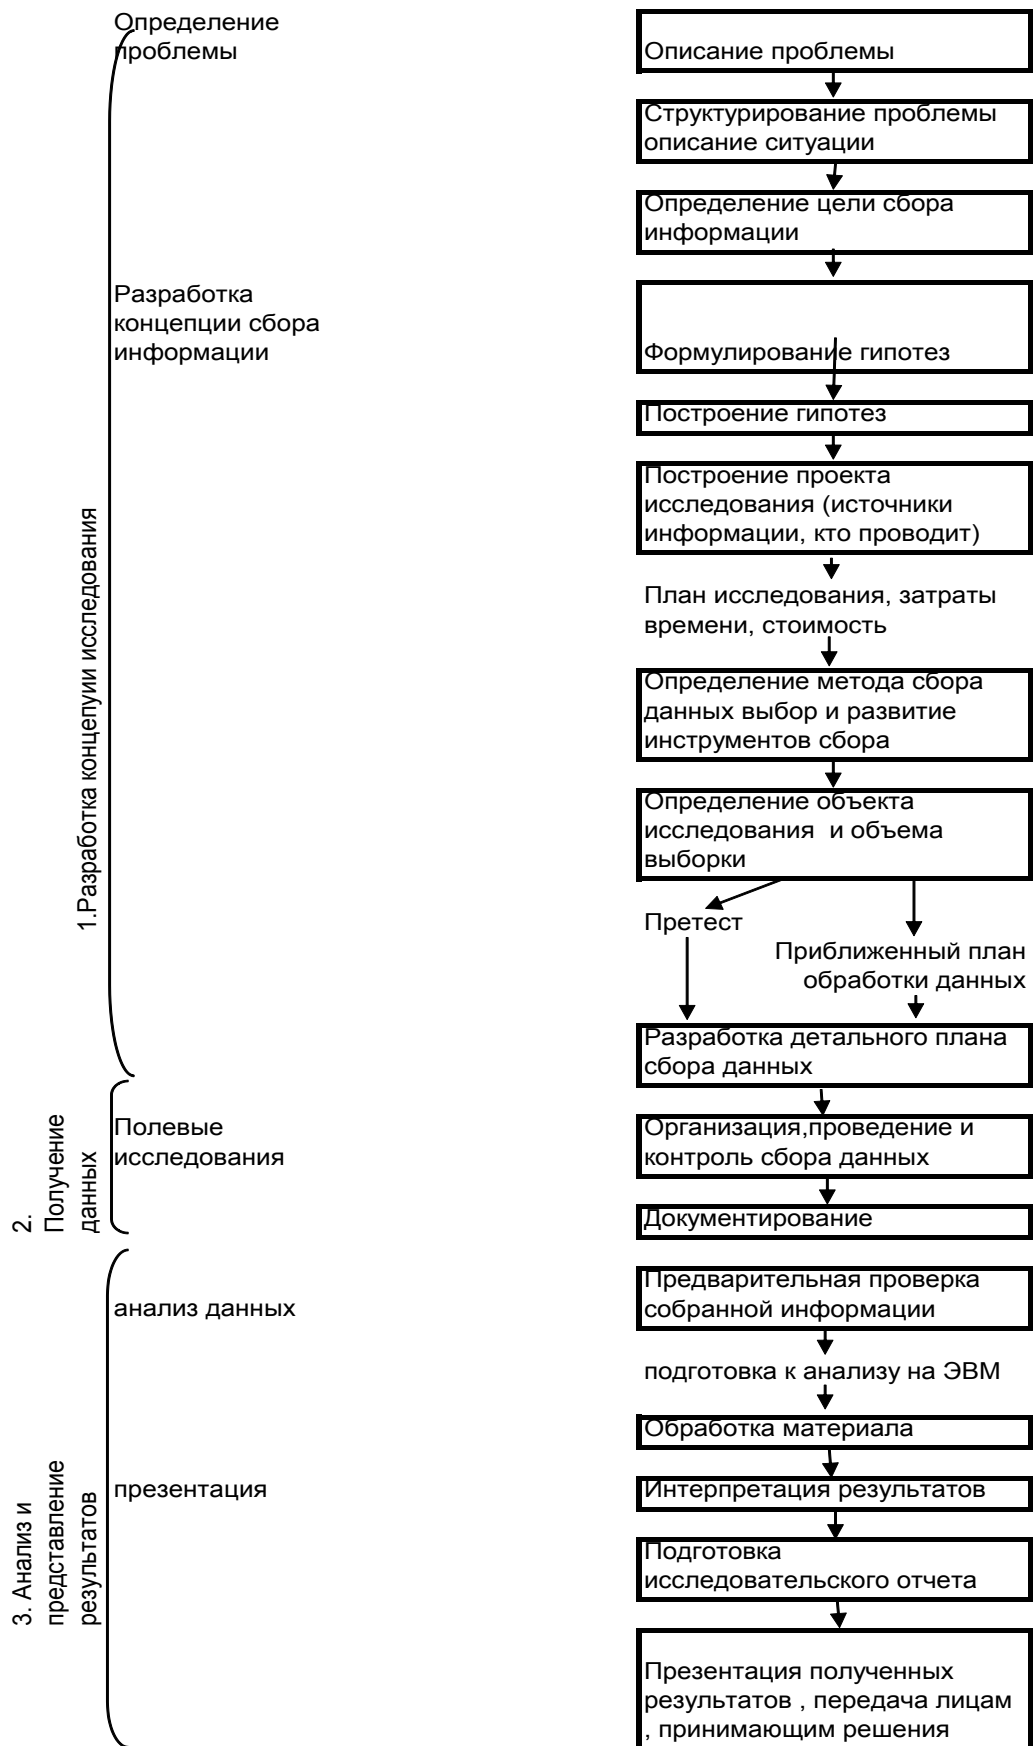 Определение
проблемы
Описание проблемы
Структурирование проблемы
описание ситуации
Определение цели сбора
информации
Разработка
концепции сбора
информации
Формулирование гипотез
Построение гипотез
Построение проекта
исследования (источники
информации, кто проводит)
План исследования, затраты
времени, стоимость
1.Разработка концепуии исследования
Определение метода сбора
данных выбор и развитие
инструментов сбора
Определение объекта
исследования  и объема
выборки
Претест
Приближенный план
обработки данных
Разработка детального плана
сбора данных
2.
Получение
данных
Полевые
исследования
Организация,проведение и
контроль сбора данных
Документирование
Предварительная проверка
собранной информации
анализ данных
подготовка к анализу на ЭВМ
Обработка материала
3. Анализ и
представление
результатов
презентация
Интерпретация результатов
Подготовка
исследовательского отчета
Презентация полученных
результатов , передача лицам
, принимающим решения